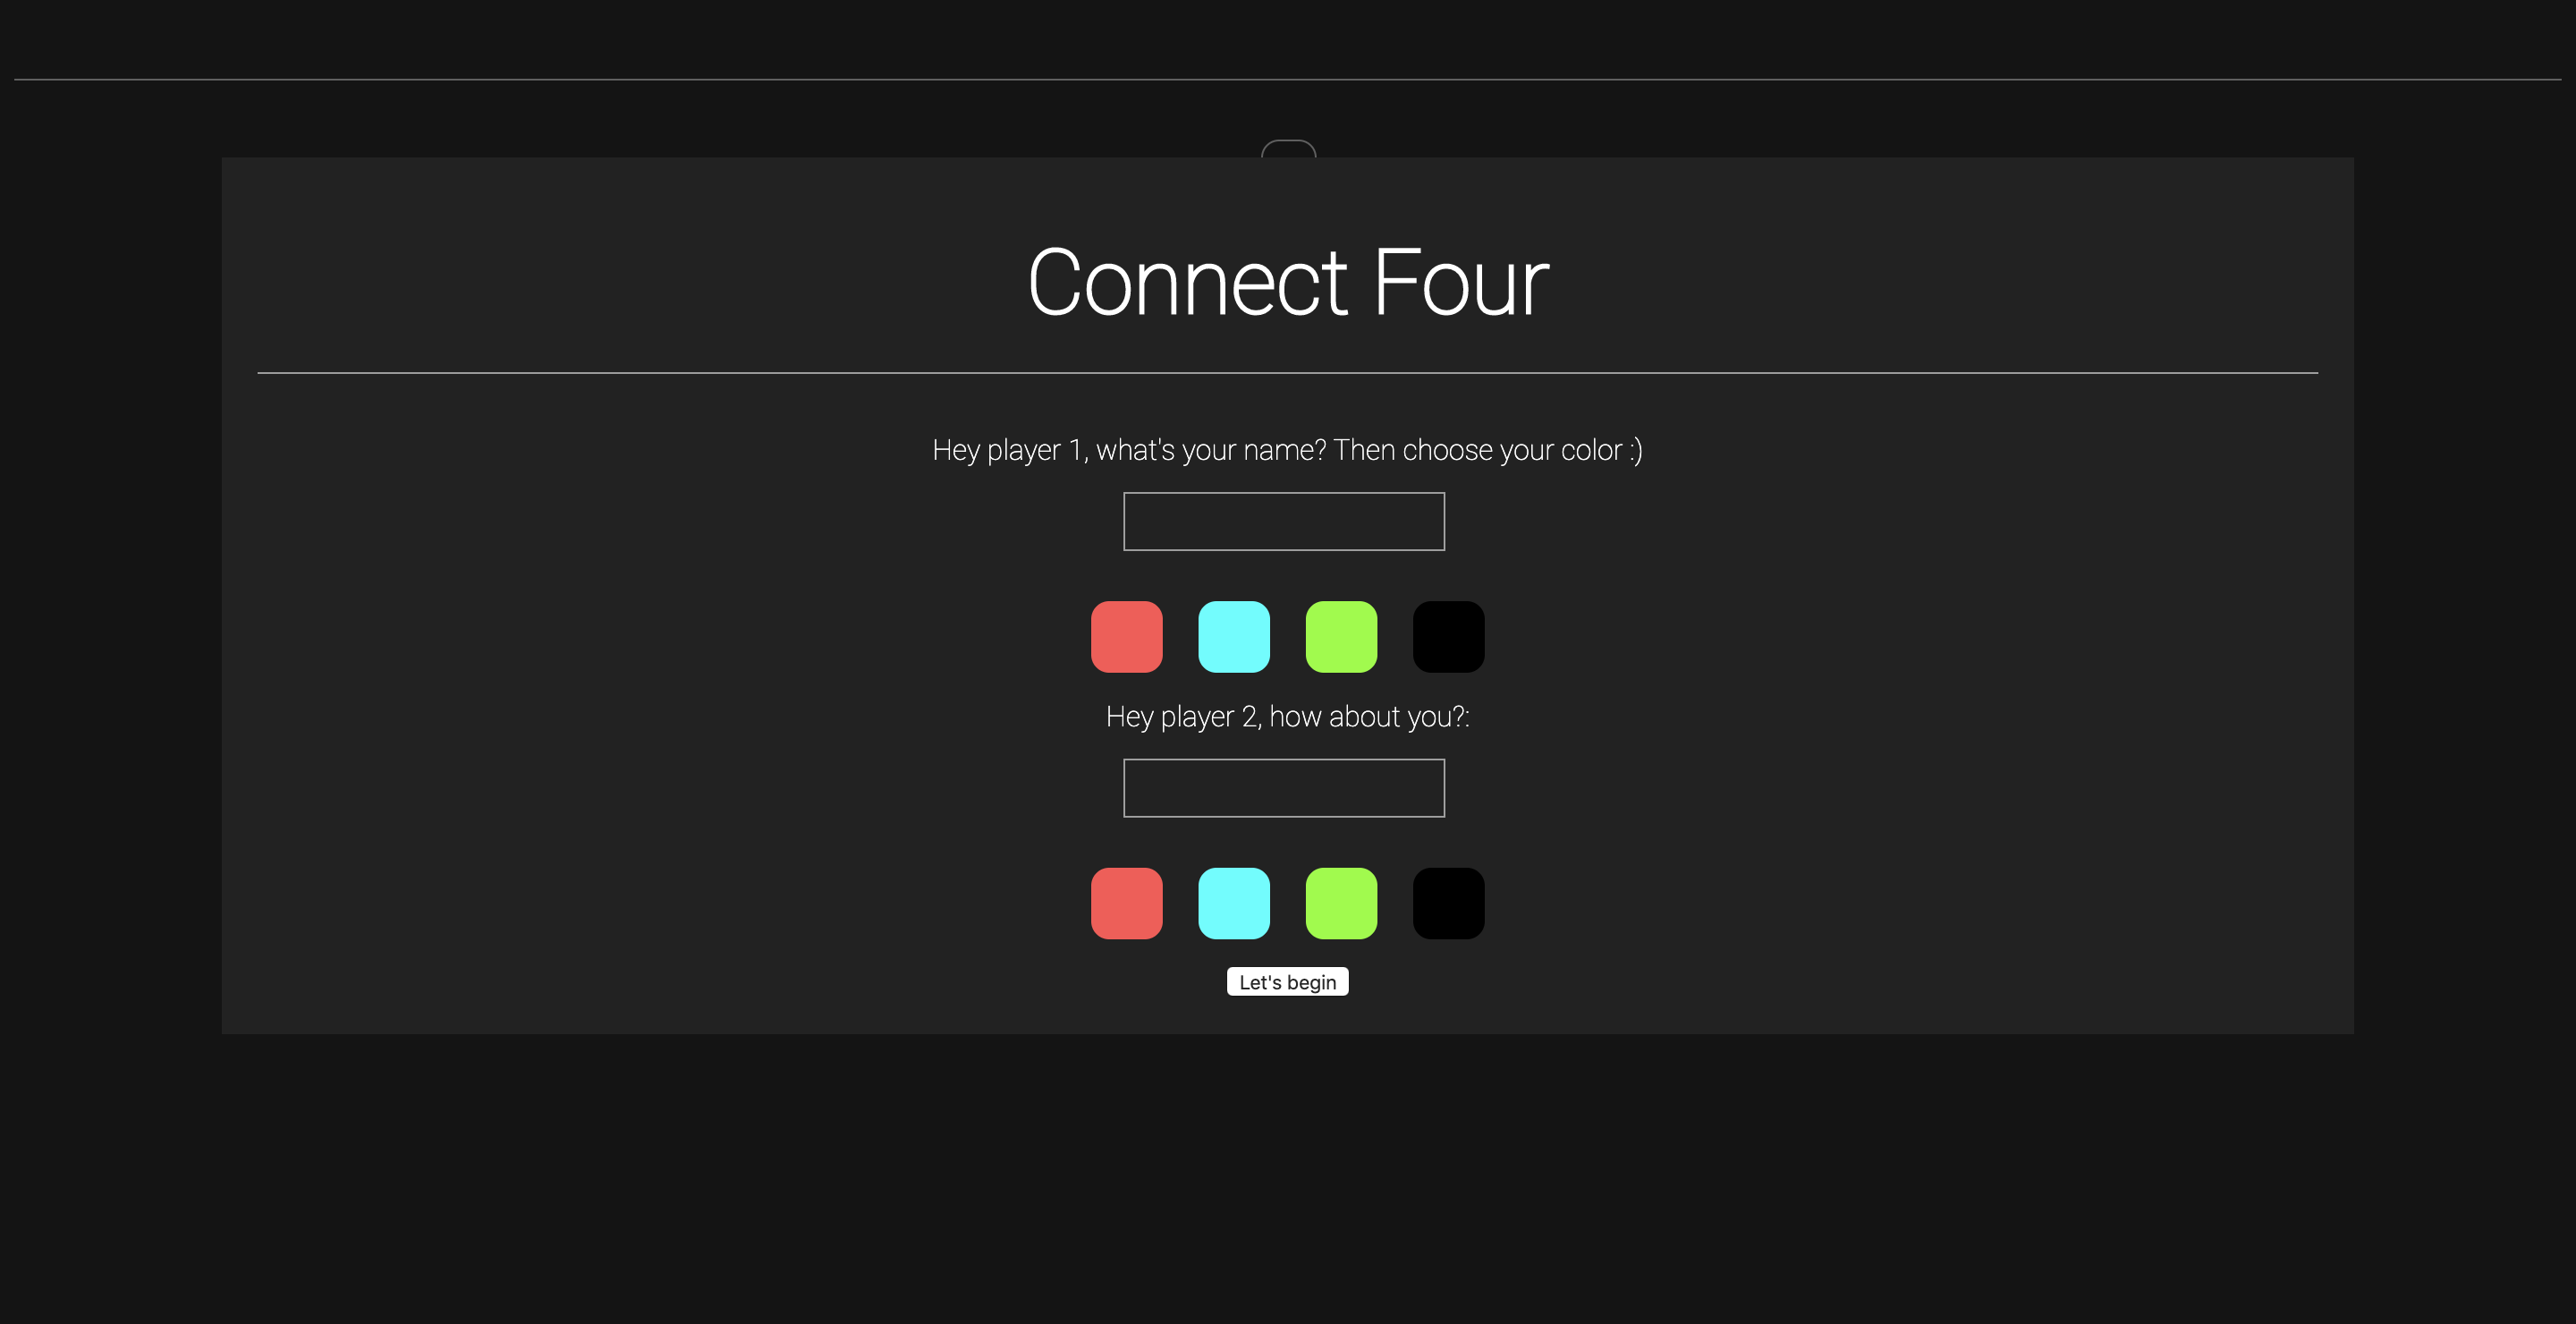 Connect Four
Hey player 1, what's your name? Then choose your color :)
Hey player 2, how about you?:
Let's begin